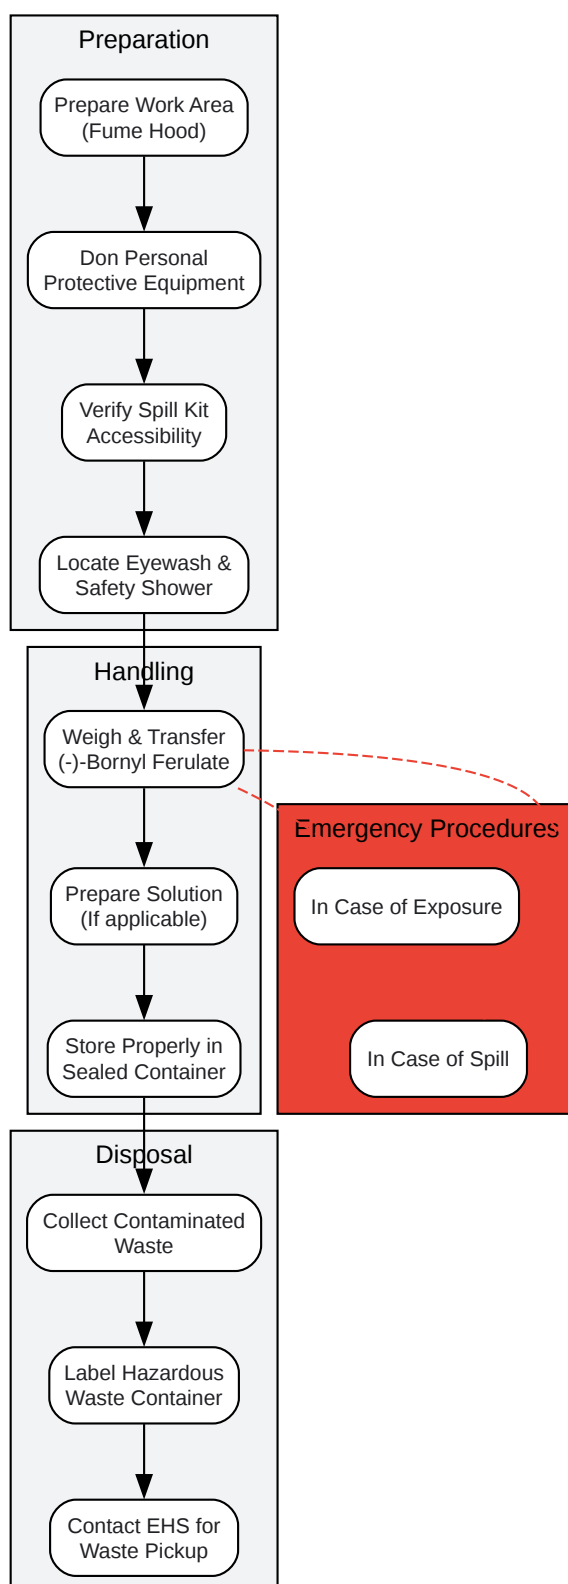 Preparation
Prepare Work Area
(Fume Hood)
Don Personal
Protective Equipment
Verify Spill Kit
Accessibility
Locate Eyewash &
Safety Shower
Handling
Weigh & Transfer
(-)-Bornyl Ferulate
Prepare Solution
(If applicable)
Store Properly in
Sealed Container
Emergency Procedures
In Case of Exposure
In Case of Spill
Disposal
Collect Contaminated
Waste
Label Hazardous
Waste Container
Contact EHS for
Waste Pickup